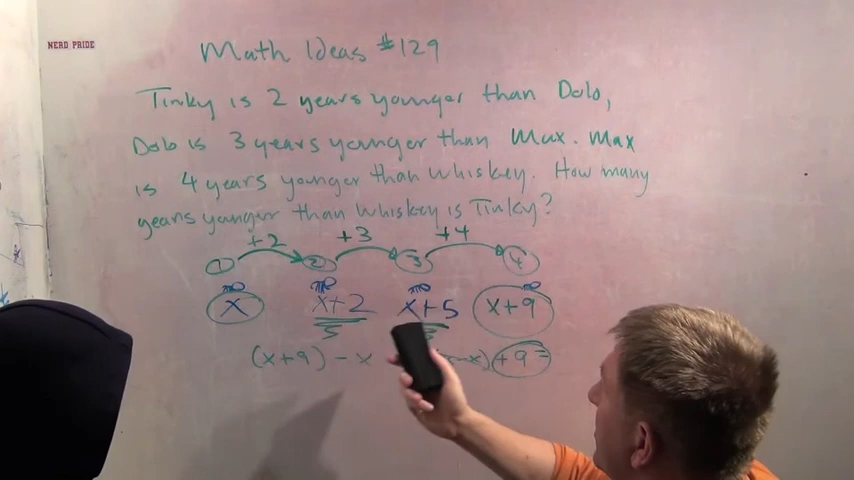 NERD PRIDE
Math Ideas #129
Tinky is 2 years younger than Dolo,
Dolo is 3 years younger than Max. Max
is 4 years younger than Whiskey. How many
years younger than Whiskey is Tinky?
+2 +3 +4
1 2 3 4
x x+2 x+5 x+9
5
(x+9) - x x) +9 =